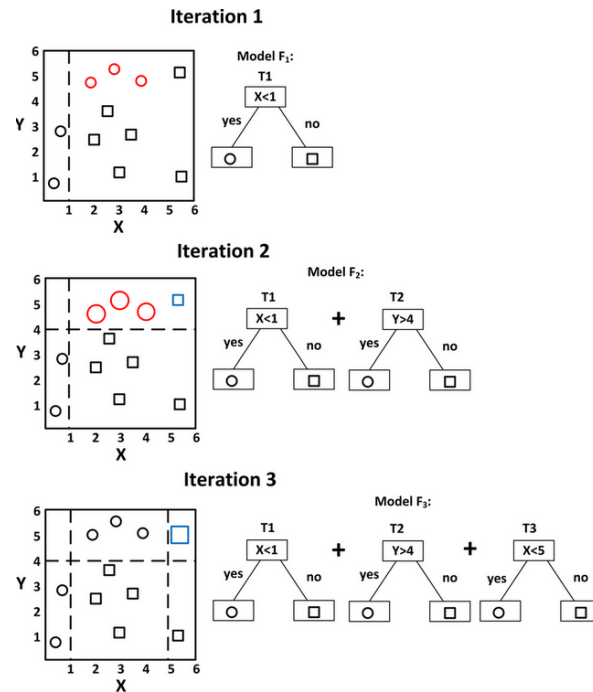 Iteration 1
6
5
4
Y 3
2
1
1 2 3 4 5 6
X
Model F₁:
T1
X<1
yes no
Iteration 2
6
5
4
Y 3
2
1
1 2 3 4 5 6
X
Model F₂:
T1 T2
X<1 + Y>4
yes no yes no
Iteration 3
6
5
4
Y 3
2
1
1 2 3 4 5 6
X
Model F₃:
T1 T2 T3
X<1 + Y>4 + X<5
yes no yes no yes no